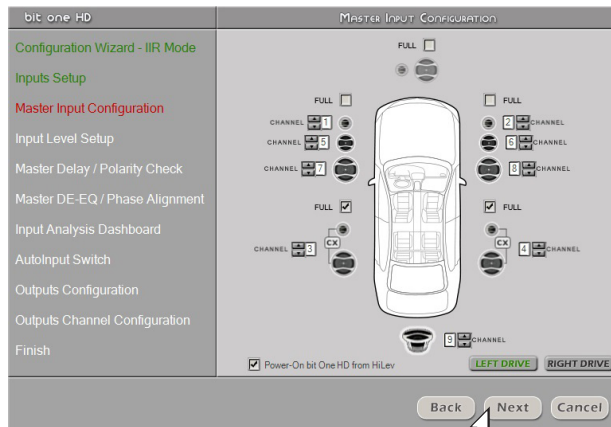 bit one HD
Master Input Configuration
Configuration Wizard - IIR Mode
Inputs Setup
Master Input Configuration
Input Level Setup
Master Delay / Polarity Check
Master DE-EQ / Phase Alignment
Input Analysis Dashboard
AutoInput Switch
Outputs Configuration
Outputs Channel Configuration
Finish
FULL
FULL
FULL
CHANNEL 1
2 CHANNEL
CHANNEL 5
6 CHANNEL
CHANNEL 7
8 CHANNEL
FULL
FULL
CX
CX
CHANNEL 3
4 CHANNEL
9 CHANNEL
Power-On bit One HD from HiLev
LEFT DRIVE
RIGHT DRIVE
Back
Next
Cancel